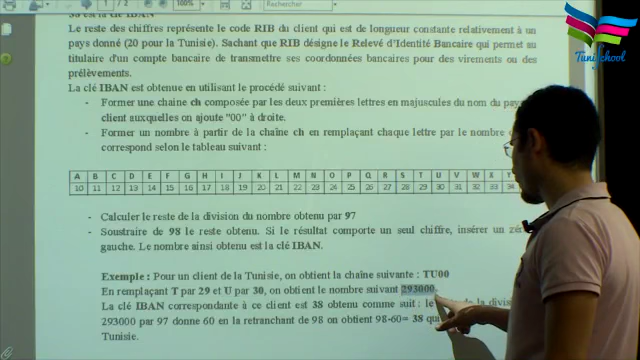 1 / 2
180%
Rechercher
TuniSchool
38 est la clé IBAN
Le reste des chiffres représente le code RIB du client qui est de longueur constante relativement à un
pays donné (20 pour la Tunisie). Sachant que RIB désigne le Relevé d'Identité Bancaire qui permet au
titulaire d'un compte bancaire de transmettre ses coordonnées bancaires pour des virements ou des
prélèvements.
La clé IBAN est obtenue en utilisant le procédé suivant :
- Former une chaine ch composée par les deux premières lettres en majuscules du nom du pay
client auxquelles on ajoute "00" à droite.
- Former un nombre à partir de la chaîne ch en remplaçant chaque lettre par le nombre
correspond selon le tableau suivant :
A B C D E F G H I J K L M N O P Q R S T U V W X Y
10 11 12 13 14 15 16 17 18 19 20 21 22 23 24 25 26 27 28 29 30 31 32 33 34
- Calculer le reste de la division du nombre obtenu par 97
- Soustraire de 98 le reste obtenu. Si le résultat comporte un seul chiffre, insérer un zér
gauche. Le nombre ainsi obtenu est la clé IBAN.
Exemple : Pour un client de la Tunisie, on obtient la chaîne suivante : TU00
En remplaçant T par 29 et U par 30, on obtient le nombre suivant 293000.
La clé IBAN correspondante à ce client est 38 obtenu comme suit : le de la divisi
293000 par 97 donne 60 en la retranchant de 98 on obtient 98-60= 38 qu
Tunisie.